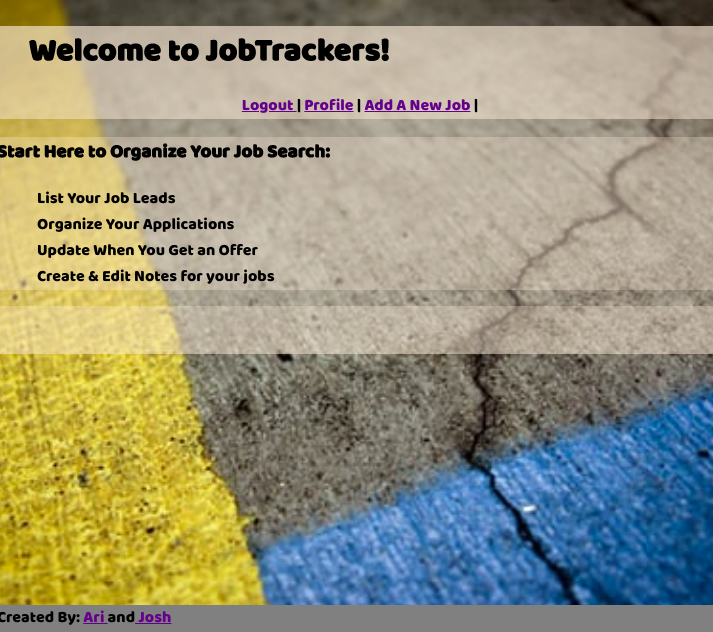 Welcome to JobTrackers!
Logout | Profile | Add A New Job |
Start Here to Organize Your Job Search:
List Your Job Leads
Organize Your Applications
Update When You Get an Offer
Create & Edit Notes for your jobs
Created By: Ari and Josh